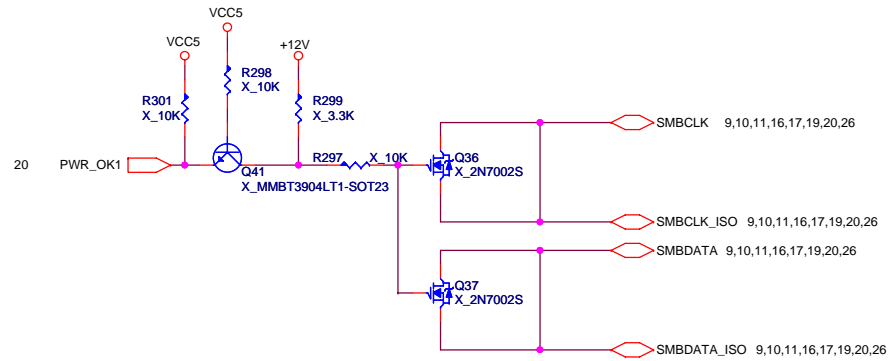 VCC5
VCC5
+12V
R298
X_10K
R301
X_10K
R299
X_3.3K
20
PWR_OK1
Q41
X_MMBT3904LT1-SOT23
R297
X_10K
Q36
X_2N7002S
SMBCLK 9,10,11,16,17,19,20,26
SMBCLK_ISO 9,10,11,16,17,19,20,26
SMBDATA 9,10,11,16,17,19,20,26
Q37
X_2N7002S
SMBDATA_ISO 9,10,11,16,17,19,20,26